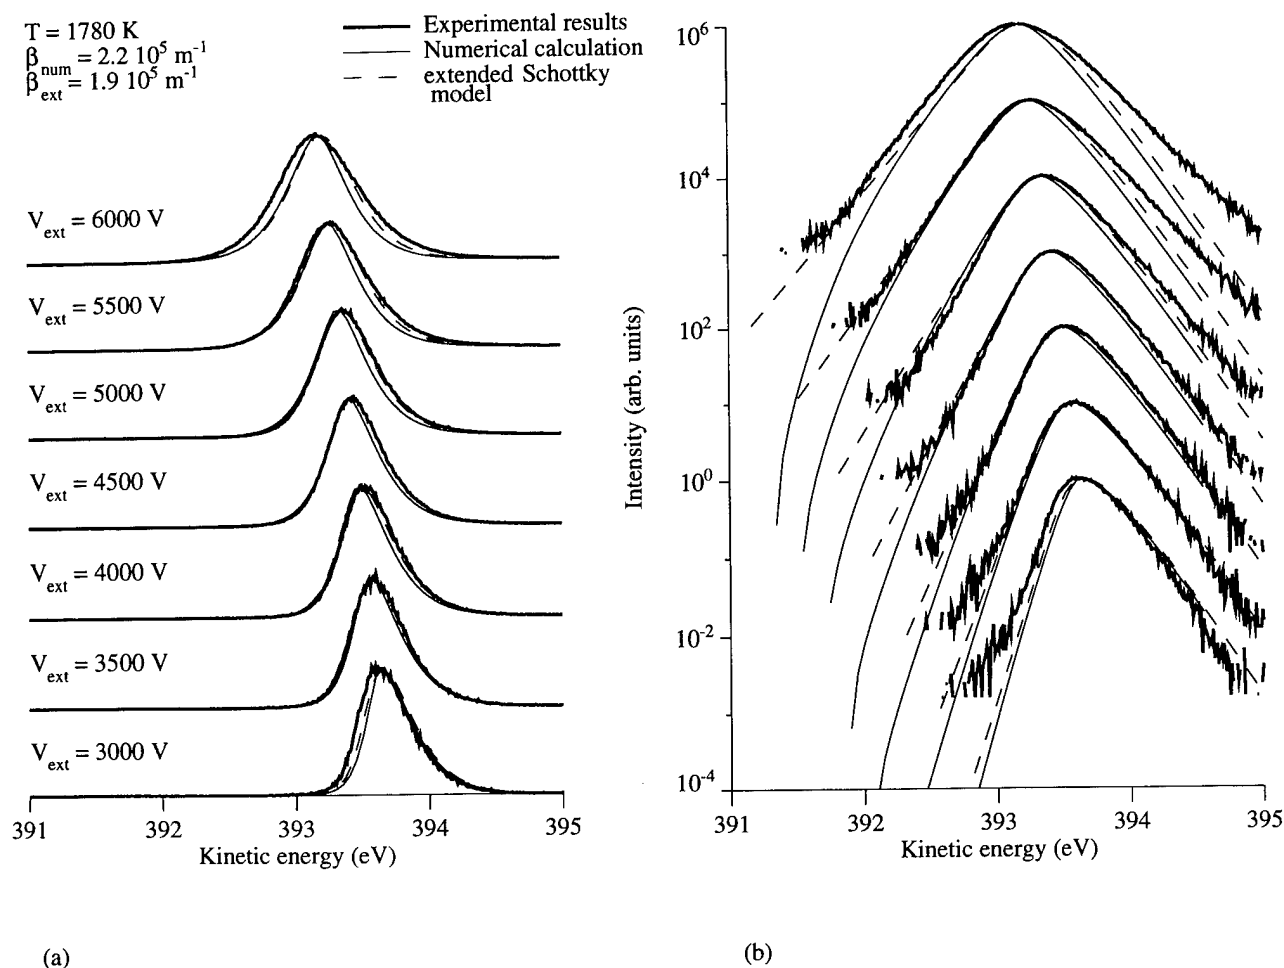 T = 1780 K
β_num = 2.2 10^5 m^-1
β_ext = 1.9 10^5 m^-1
Experimental results
Numerical calculation
extended Schottky
model
V_ext = 6000 V
V_ext = 5500 V
V_ext = 5000 V
V_ext = 4500 V
V_ext = 4000 V
V_ext = 3500 V
V_ext = 3000 V
391 392 393 394 395
Kinetic energy (eV)
(a)
Intensity (arb. units)
10^6
10^4
10^2
10^0
10^-2
10^-4
391 392 393 394 395
Kinetic energy (eV)
(b)